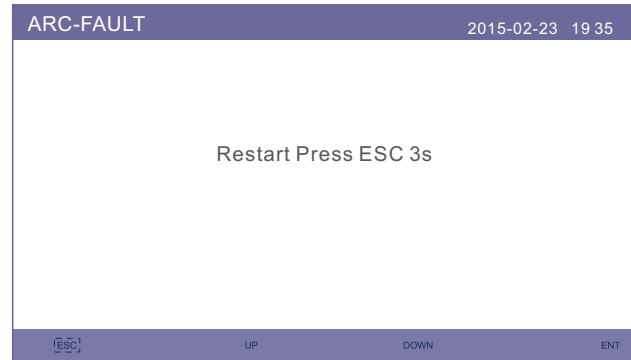 ARC-FAULT 2015-02-23 19 35
Restart Press ESC 3s
ESC UP DOWN ENT